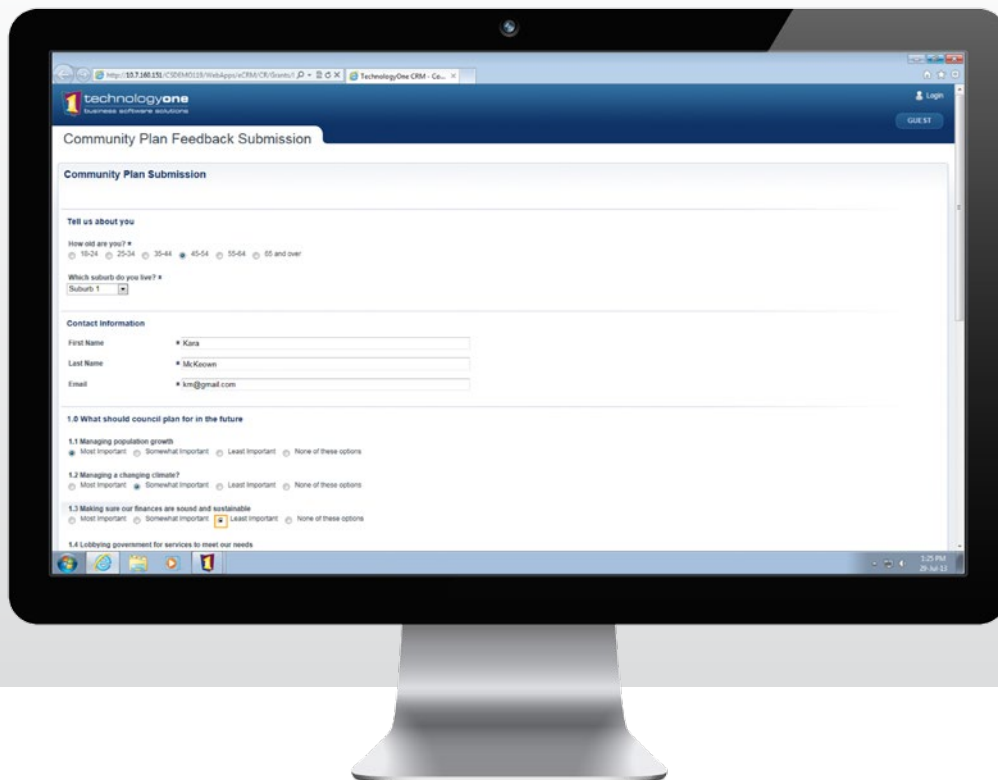 http://10.7.160.151/CSDEMO11B/WebApps/eCRM/CR/Grants/
TechnologyOne CRM - Co...
1 technologyone
business software solutions
Login
GUEST
Community Plan Feedback Submission
Community Plan Submission
Tell us about you
How old are you? *
18-24 25-34 35-44 45-54 55-64 65 and over
Which suburb do you live? *
Suburb 1
Contact Information
First Name * Kara
Last Name * McKeown
Email * km@gmail.com
1.0 What should council plan for in the future
1.1 Managing population growth
Most Important Somewhat Important Least Important None of these options
1.2 Managing a changing climate?
Most Important Somewhat Important Least Important None of these options
1.3 Making sure our finances are sound and sustainable
Most Important Somewhat Important Least Important None of these options
1.4 Lobbying government for services to meet our needs
1
1:25 PM
29-Jul-13